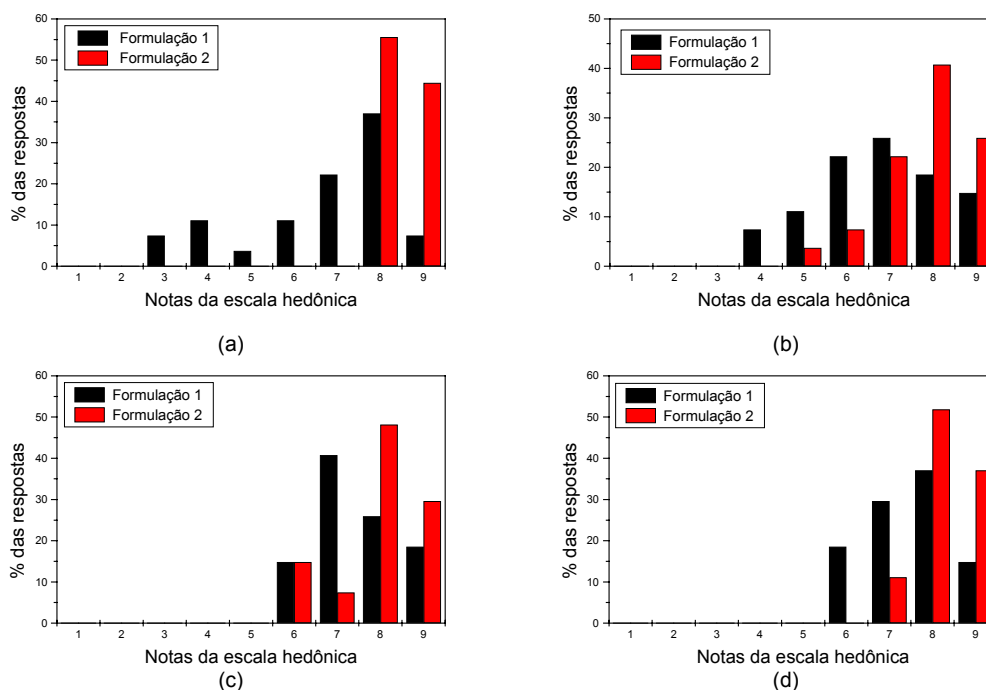 60
50
40
30
20
10
0
% das respostas
Formulação 1
Formulação 2
1 2 3 4 5 6 7 8 9
Notas da escala hedônica
(a)
50
40
30
20
10
0
% das respostas
Formulação 1
Formulação 2
1 2 3 4 5 6 7 8 9
Notas da escala hedônica
(b)
60
50
40
30
20
10
0
% das respostas
Formulação 1
Formulação 2
1 2 3 4 5 6 7 8 9
Notas da escala hedônica
(c)
60
50
40
30
20
10
0
% das respostas
Formulação 1
Formulação 2
1 2 3 4 5 6 7 8 9
Notas da escala hedônica
(d)